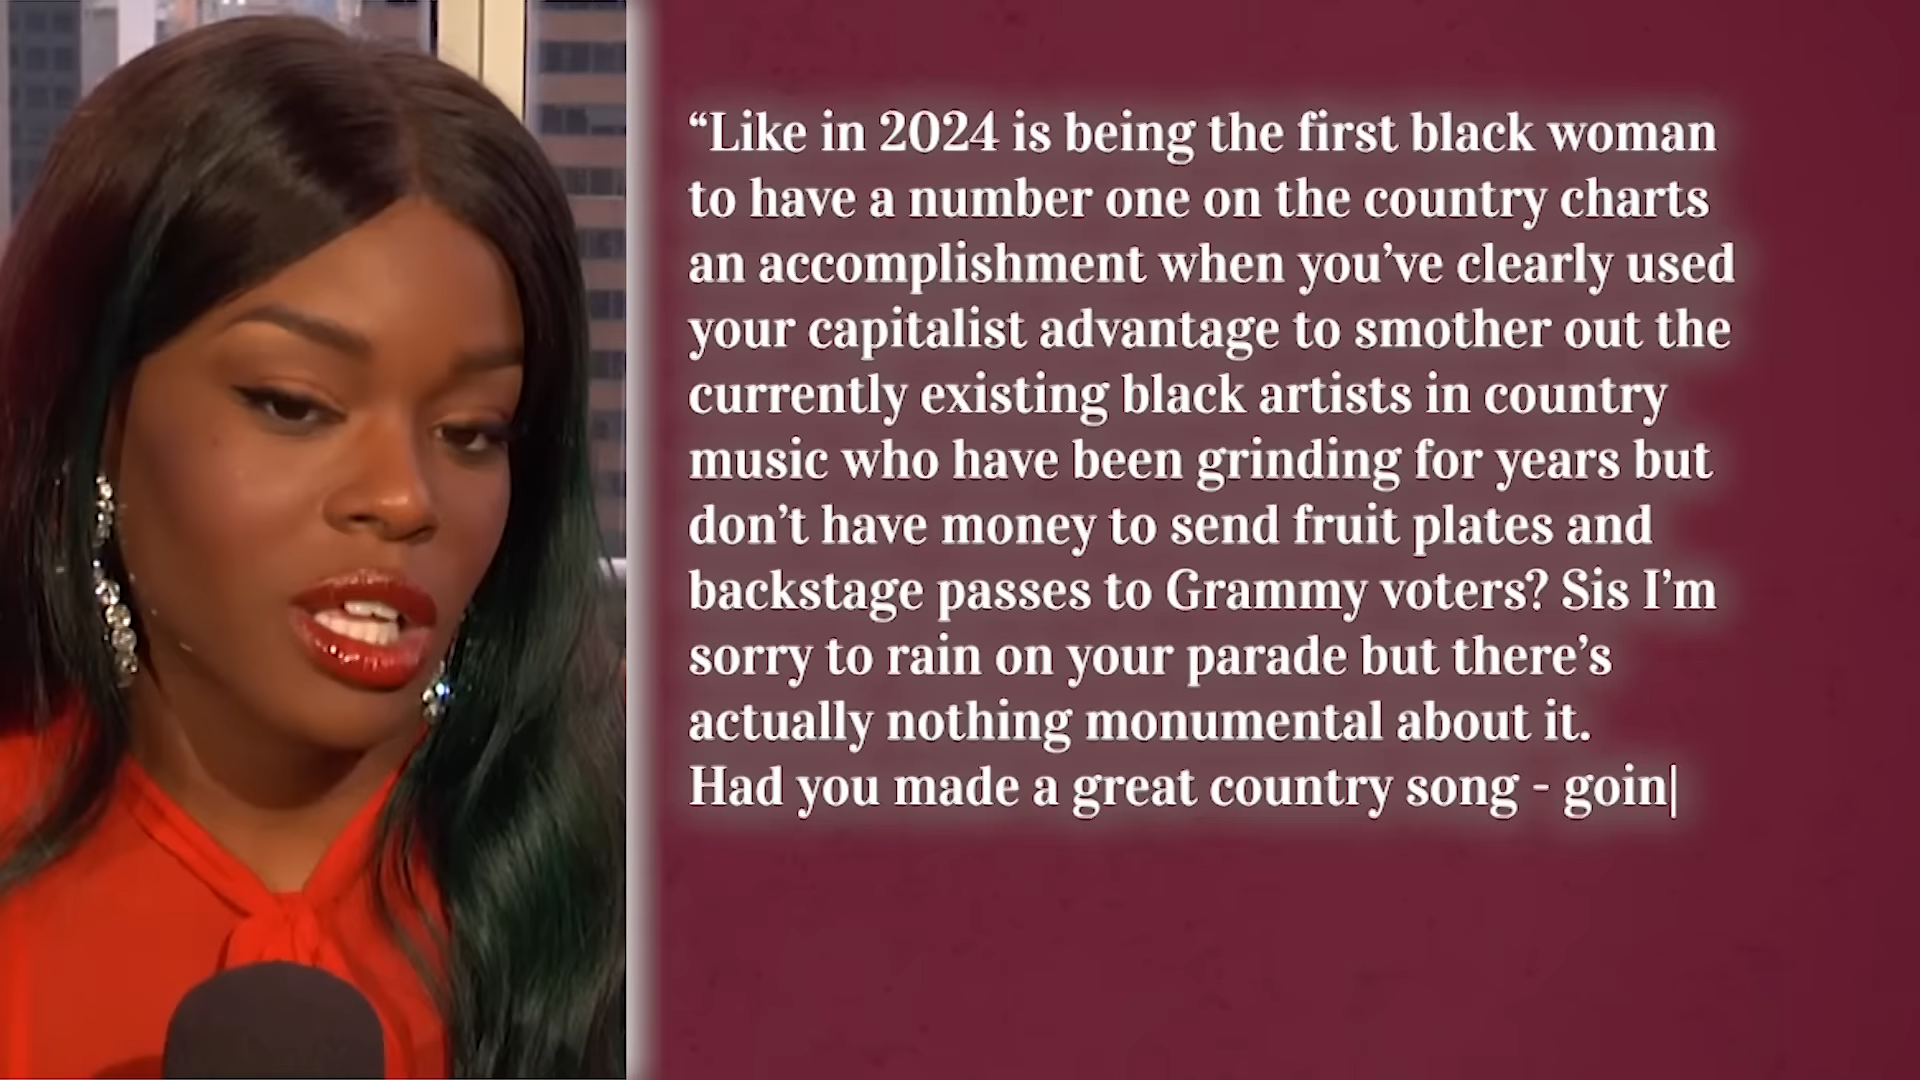 “Like in 2024 is being the first black woman
to have a number one on the country charts
an accomplishment when you’ve clearly used
your capitalist advantage to smother out the
currently existing black artists in country
music who have been grinding for years but
don’t have money to send fruit plates and
backstage passes to Grammy voters? Sis I’m
sorry to rain on your parade but there’s
actually nothing monumental about it.
Had you made a great country song - goin|